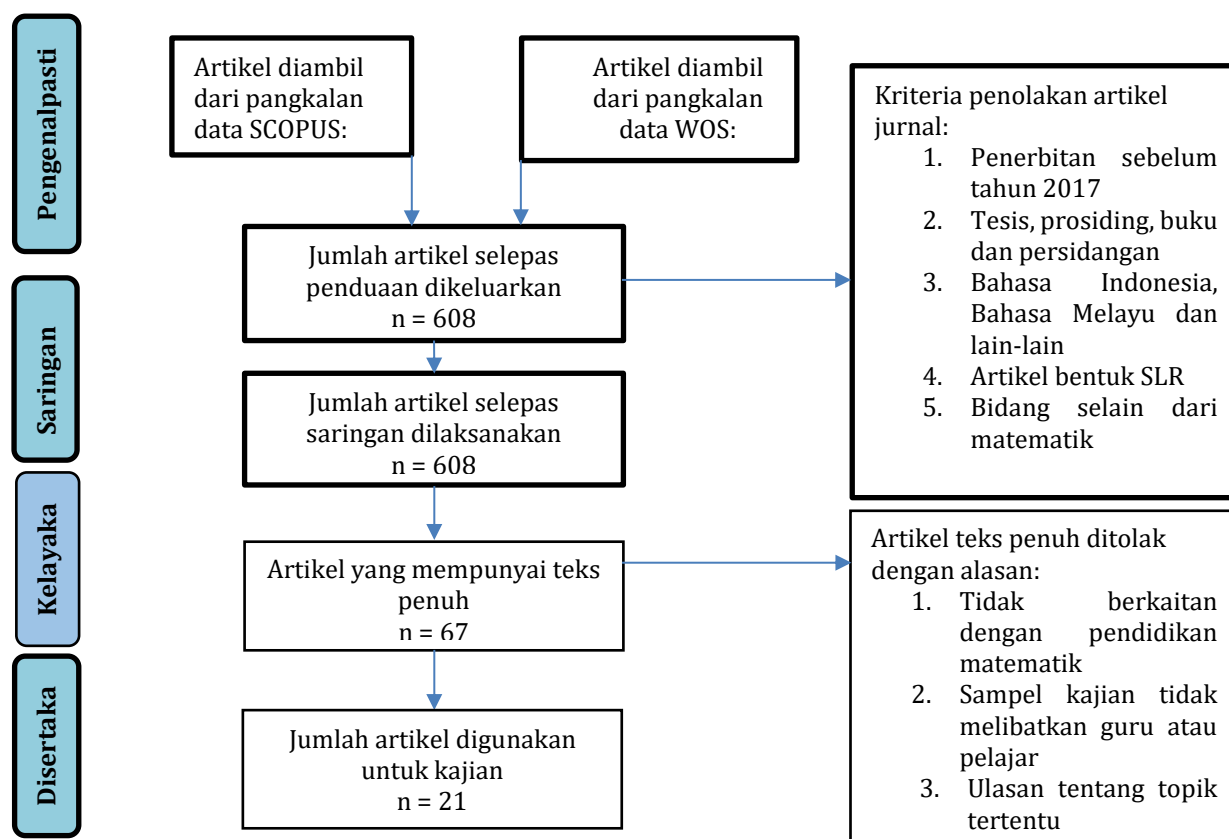 Pengenalpasti
Artikel diambil
dari pangkalan
data SCOPUS:
Artikel diambil
dari pangkalan
data WOS:
Jumlah artikel selepas
penduaan dikeluarkan
n = 608
Kriteria penolakan artikel
jurnal:
1. Penerbitan sebelum
tahun 2017
2. Tesis, prosiding, buku
dan persidangan
3. Bahasa Indonesia,
Bahasa Melayu dan
lain-lain
4. Artikel bentuk SLR
5. Bidang selain dari
matematik
Saringan
Jumlah artikel selepas
saringan dilaksanakan
n = 608
Kelayaka
Artikel yang mempunyai teks
penuh
n = 67
Artikel teks penuh ditolak
dengan alasan:
1. Tidak berkaitan
dengan pendidikan
matematik
2. Sampel kajian tidak
melibatkan guru atau
pelajar
3. Ulasan tentang topik
tertentu
Disertaka
Jumlah artikel digunakan
untuk kajian
n = 21